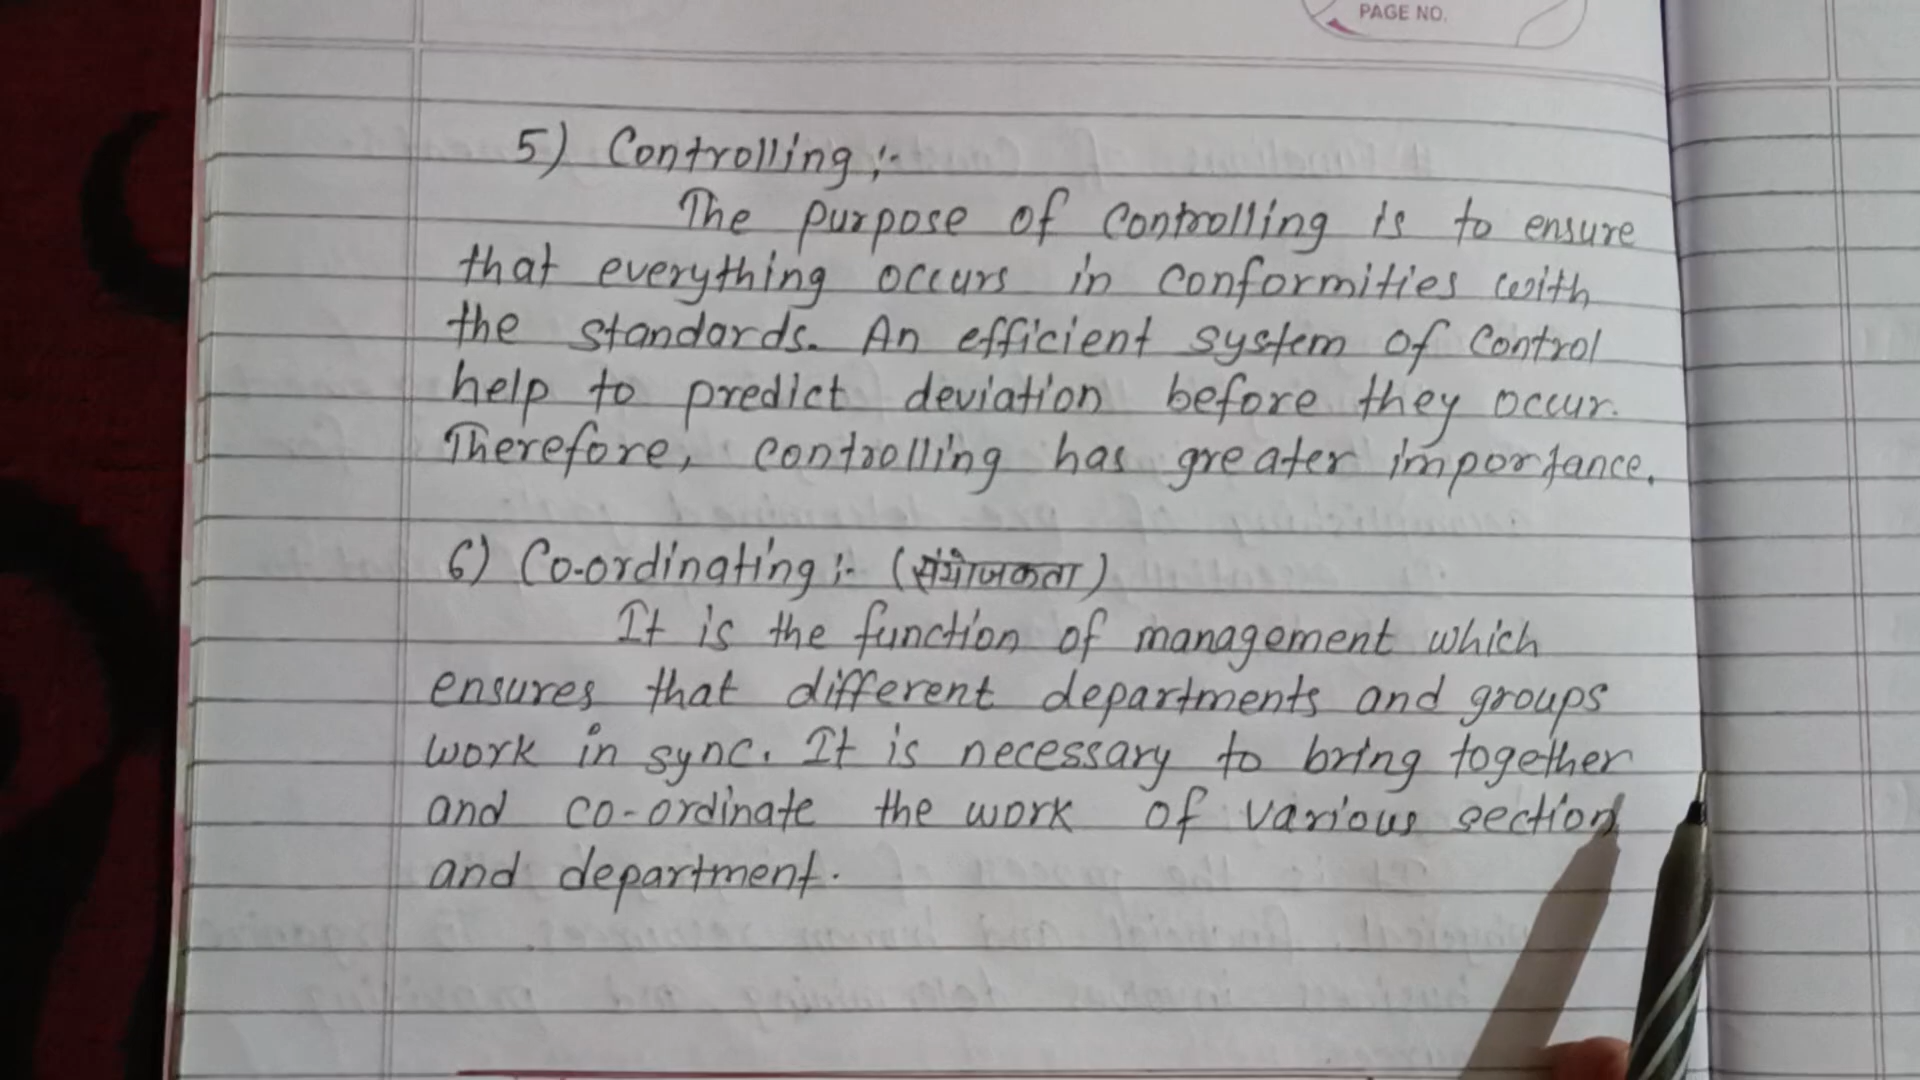 PAGE NO.
5) Controlling :-
The purpose of controlling is to ensure
that everything occurs in conformities with
the standards. An efficient system of control
help to predict deviation before they occur.
Therefore, controlling has greater importance.
6) Co-ordinating :- (संयोजकता)
It is the function of management which
ensures that different departments and groups
work in sync. It is necessary to bring together
and co-ordinate the work of various section
and department.